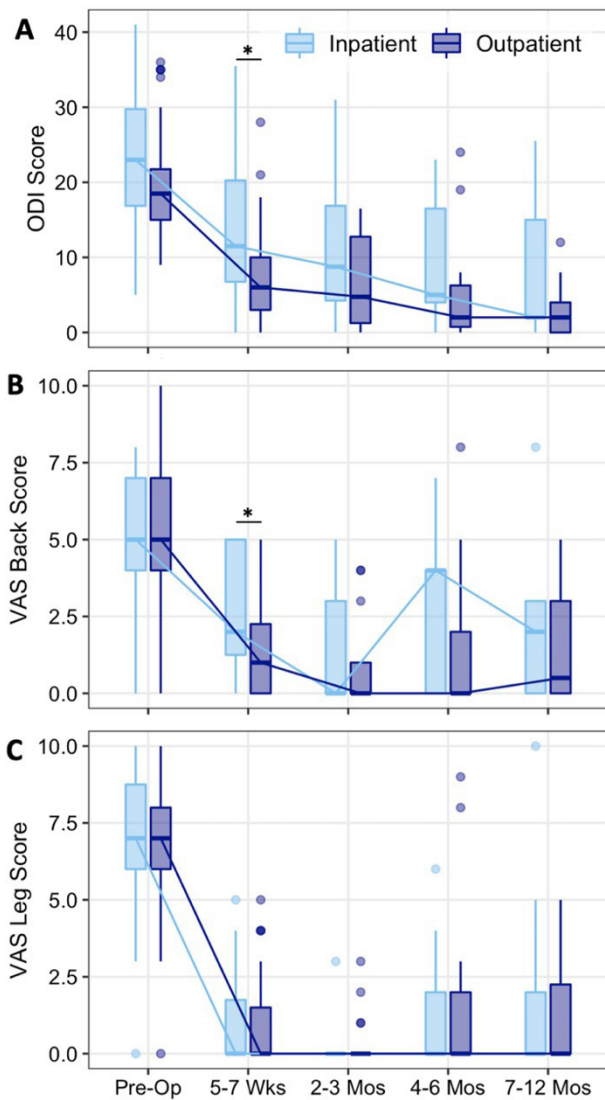 A
Inpatient Outpatient
*
ODI Score
40
30
20
10
0
B
*
VAS Back Score
10.0
7.5
5.0
2.5
0.0
C
VAS Leg Score
10.0
7.5
5.0
2.5
0.0
Pre-Op 5-7 Wks 2-3 Mos 4-6 Mos 7-12 Mos